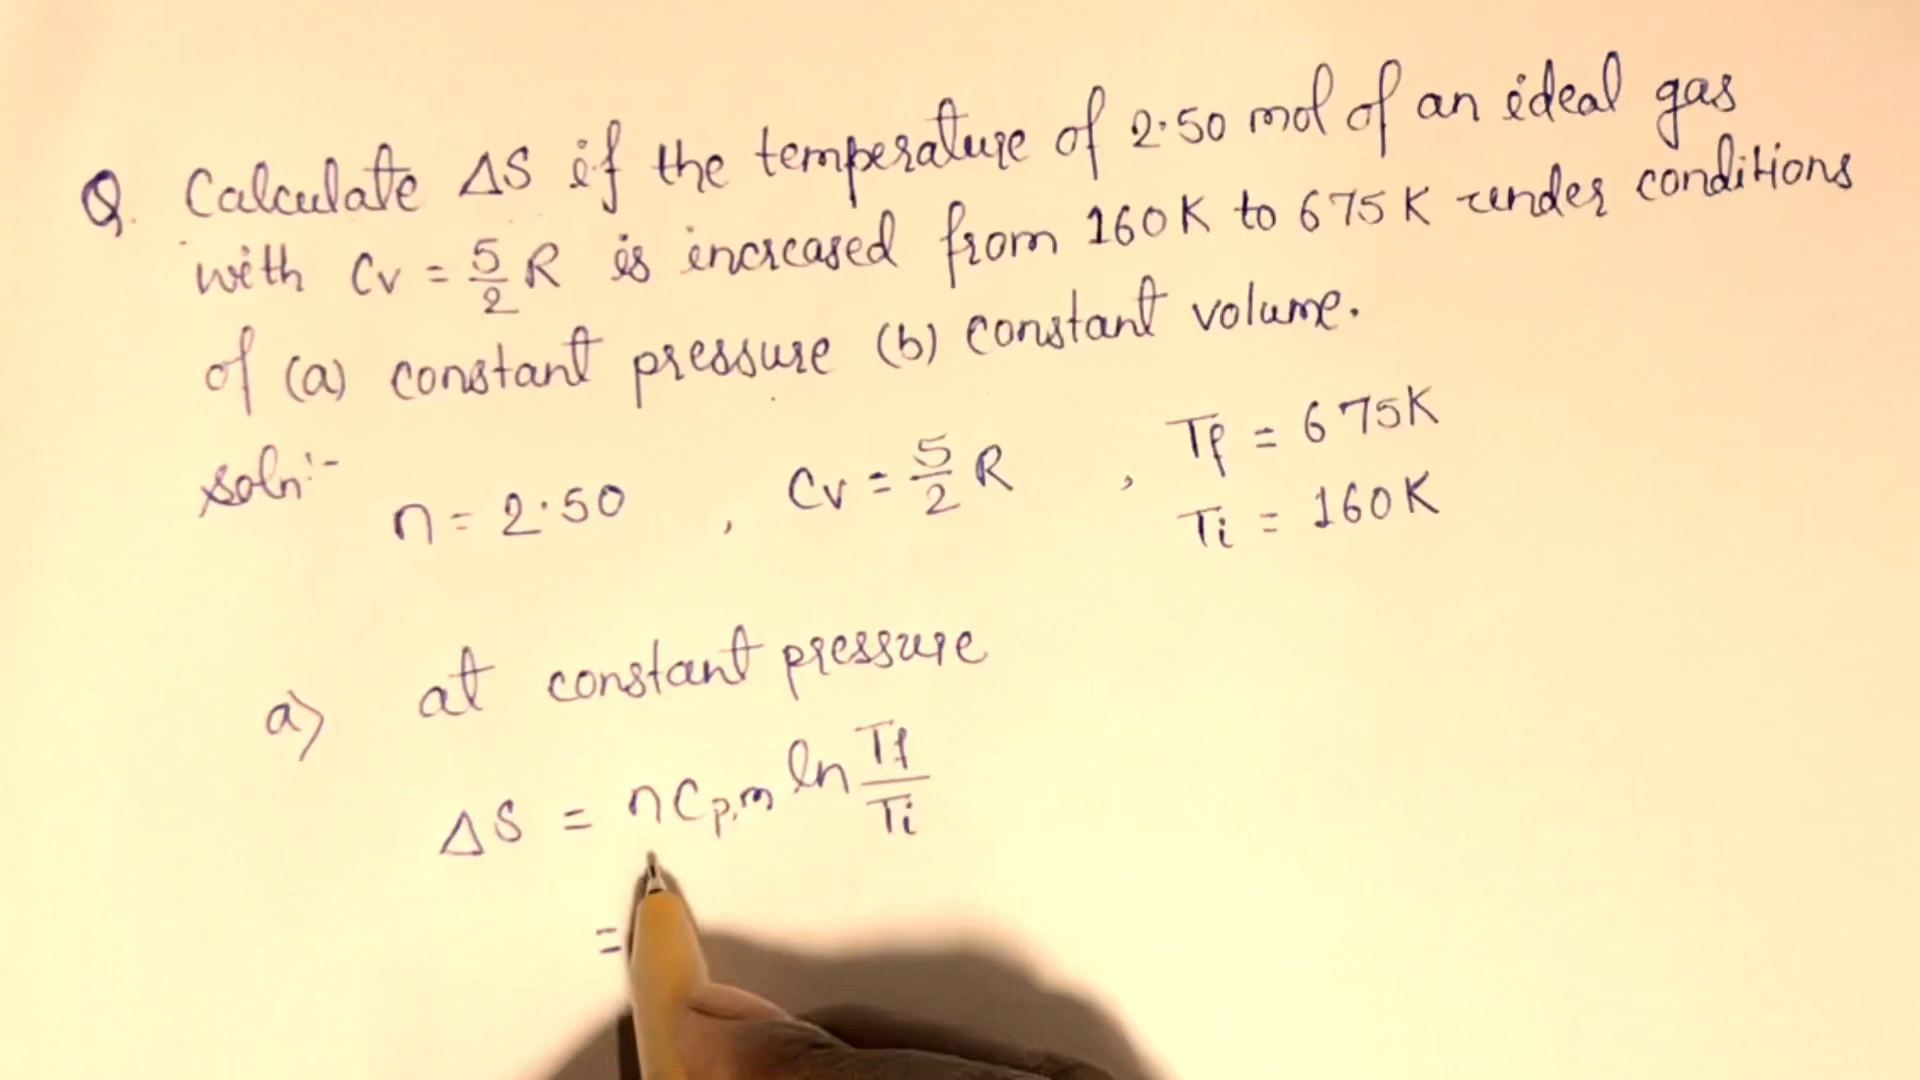 Q. Calculate ΔS if the temperature of 2.50 mol of an ideal gas
with Cv = 5/2 R is increased from 160K to 675K under conditions
of (a) constant pressure (b) constant volume.
soln:-
n = 2.50 , Cv = 5/2 R , Tf = 675K
Ti = 160K
a) at constant pressure
ΔS = nCp,m ln Tf/Ti
=